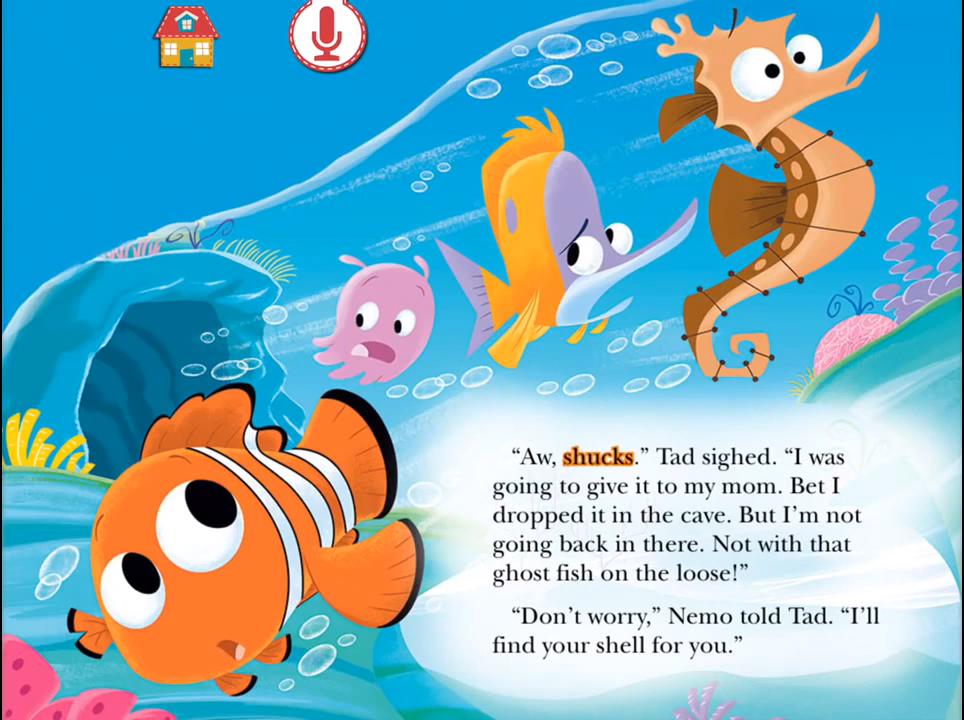 “Aw, shucks.” Tad sighed. “I was
going to give it to my mom. Bet I
dropped it in the cave. But I’m not
going back in there. Not with that
ghost fish on the loose!”
“Don’t worry,” Nemo told Tad. “I’ll
find your shell for you.”